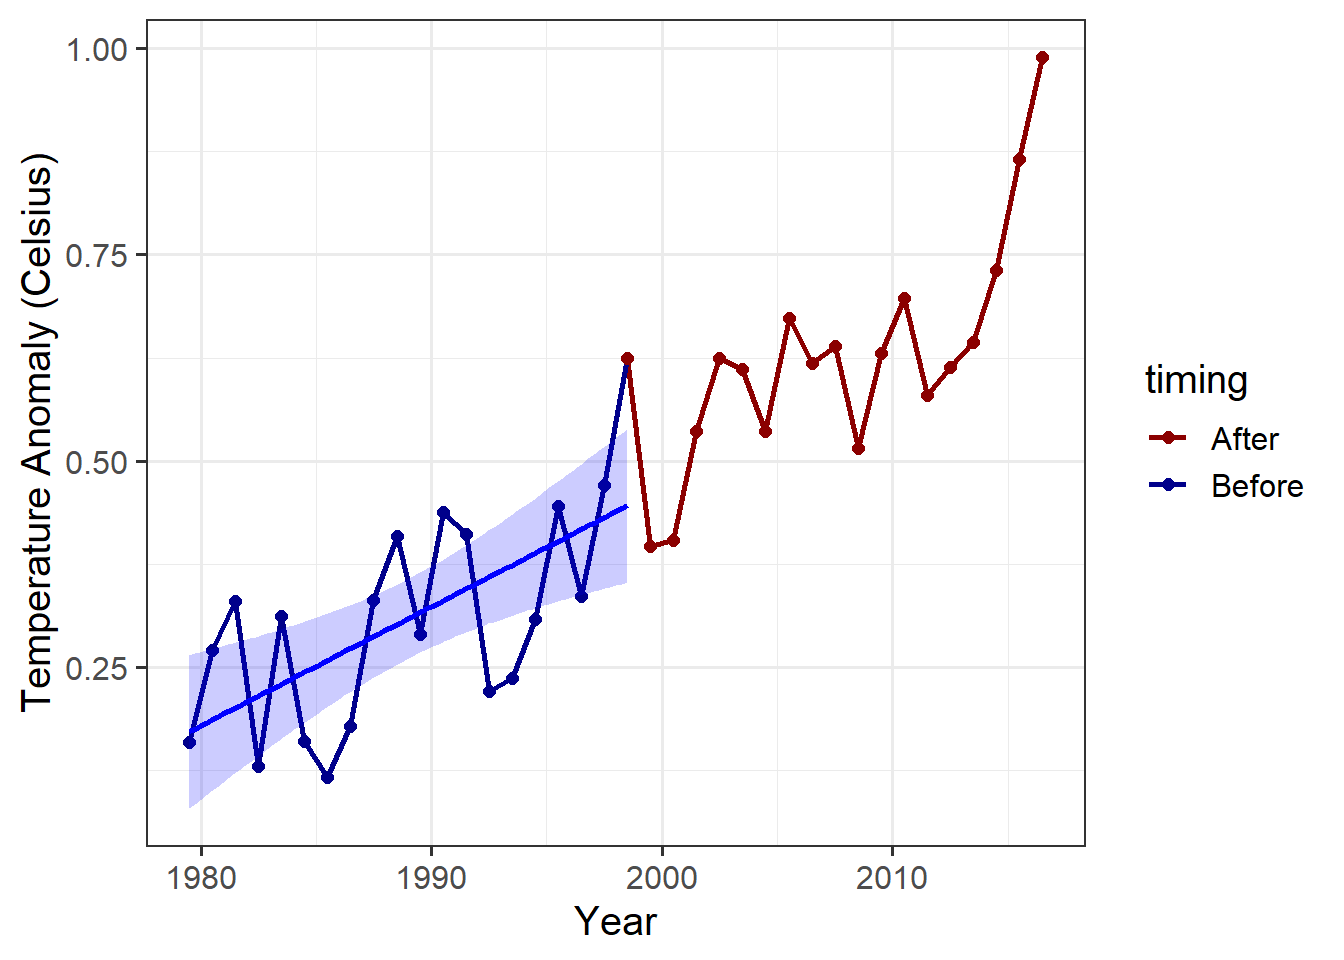 1.00
0.75
0.50
0.25
Temperature Anomaly (Celsius)
1980 1990 2000 2010
Year
timing
After
Before